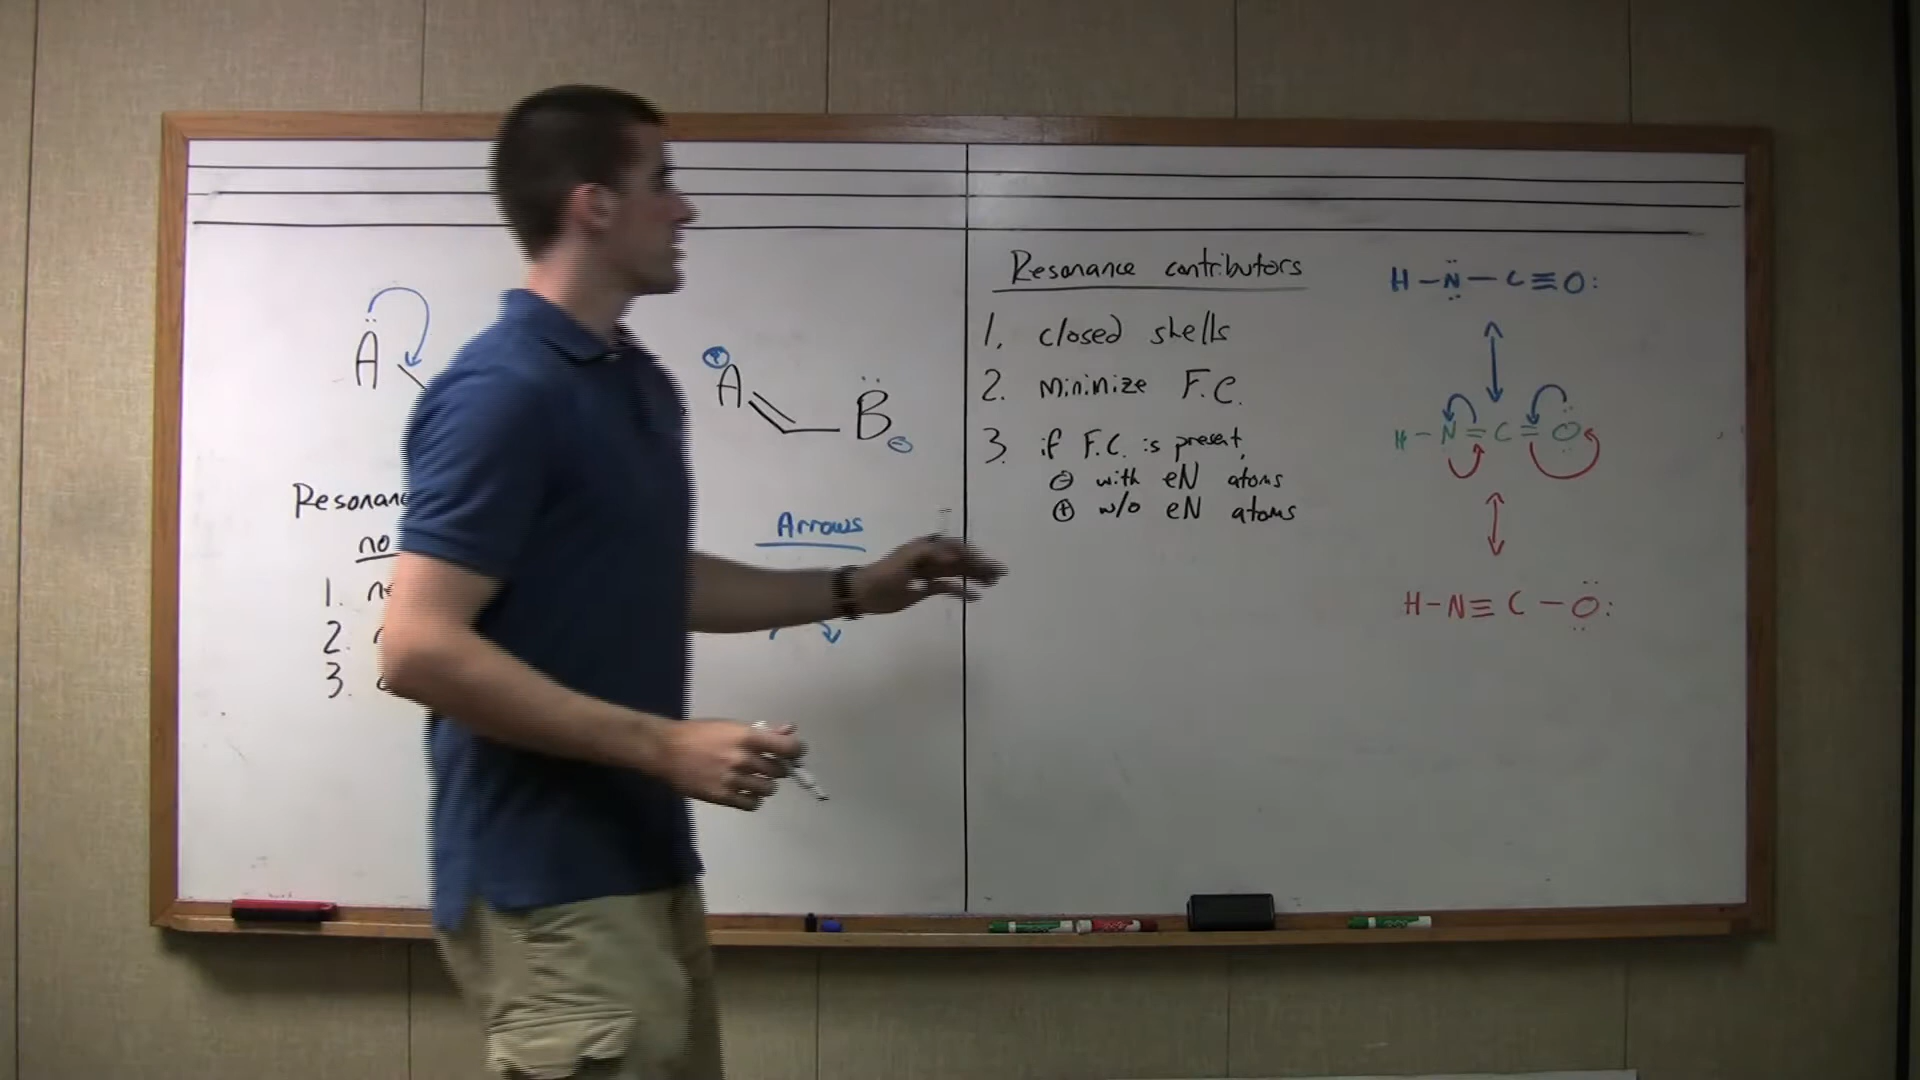 Ä
⊕
A
B̈
⊖
Resonanc
no
1. n
2.
3.
Arrows
Resonance contributors
1. closed shells
2. minimize F.C.
3. if F.C. is present,
⊖ with eN atoms
⊕ w/o eN atoms
H - N̤̈ - C ≡ O:
H - N = C = O
H - N ≡ C - Ö̤: